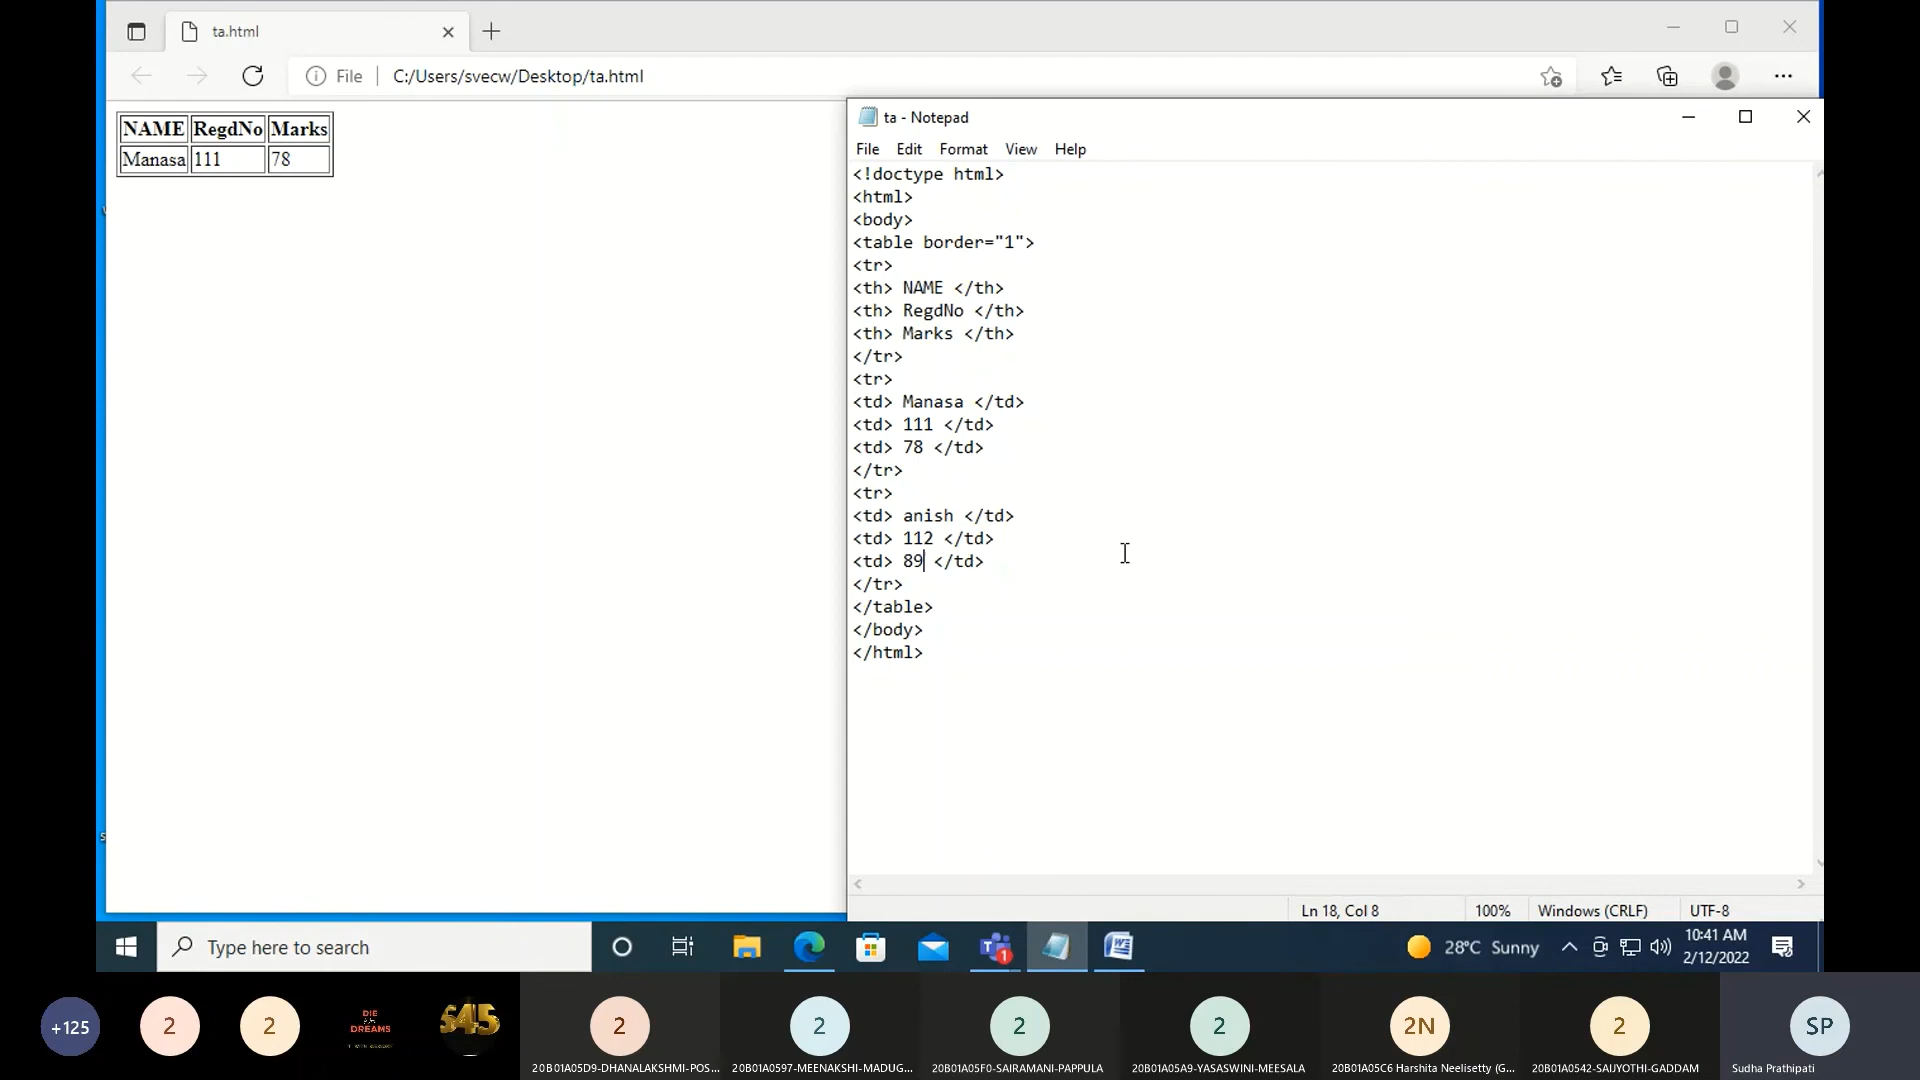 ta.html
File
C:/Users/svecw/Desktop/ta.html
NAME RegdNo Marks
Manasa 111 78
ta - Notepad
File Edit Format View Help
<!doctype html>
<html>
<body>
<table border="1">
<tr>
<th> NAME </th>
<th> RegdNo </th>
<th> Marks </th>
</tr>
<tr>
<td> Manasa </td>
<td> 111 </td>
<td> 78 </td>
</tr>
<tr>
<td> anish </td>
<td> 112 </td>
<td> 89 </td>
</tr>
</table>
</body>
</html>
Ln 18, Col 8 100% Windows (CRLF) UTF-8
Type here to search
1
28°C Sunny
10:41 AM
2/12/2022
+125 2 2
DIE
DREAMS
S45
2 2 2 2 2N 2 SP
20B01A05D9-DHANALAKSHMI-POS... 20B01A0597-MEENAKSHI-MADUG... 20B01A05F0-SAIRAMANI-PAPPULA 20B01A05A9-YASASWINI-MEESALA 20B01A05C6 Harshita Neelisetty (G... 20B01A0542-SAIJYOTHI-GADDAM Sudha Prathipati